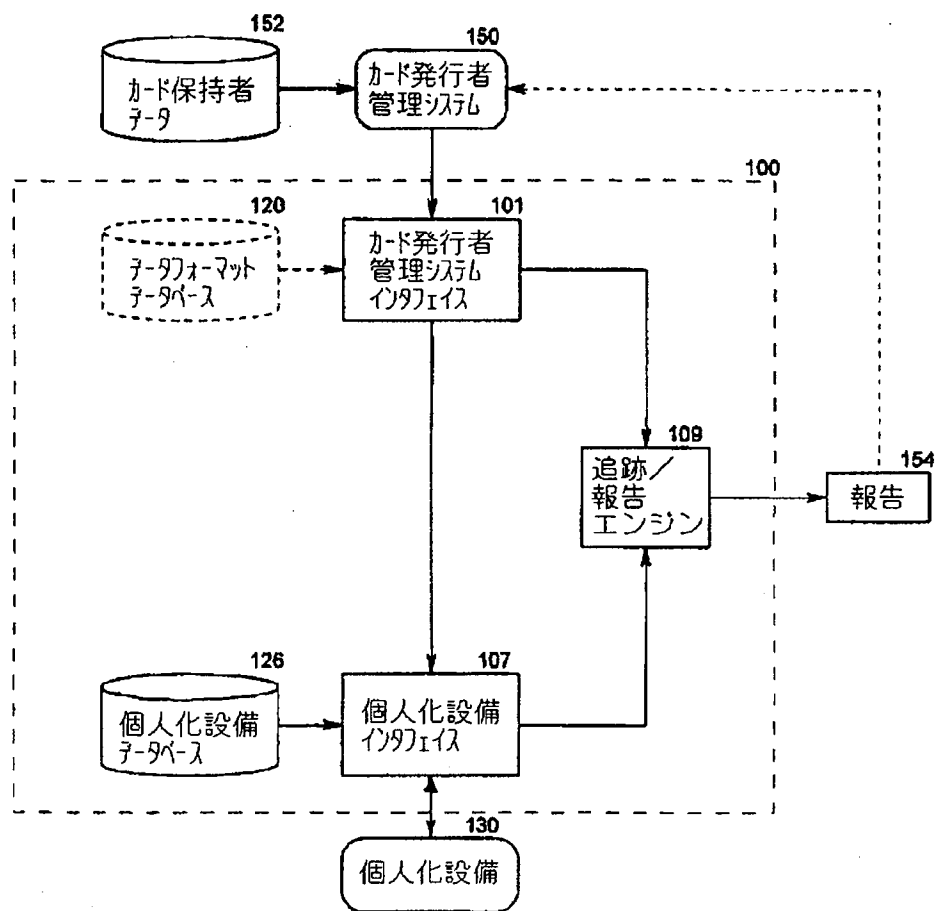 152
カード保持者
データ
150
カード発行者
管理システム
100
120
データフォーマット
データベース
101
カード発行者
管理システム
インタフェイス
109
追跡／
報告
エンジン
154
報告
126
個人化設備
データベース
107
個人化設備
インタフェイス
130
個人化設備